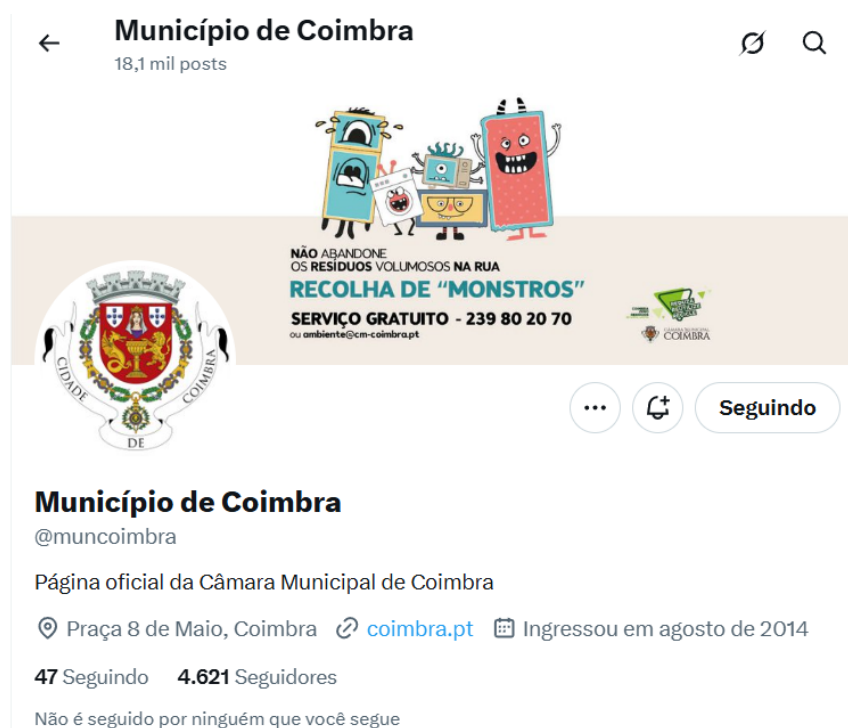 Município de Coimbra
18,1 mil posts
NÃO ABANDONE
OS RESÍDUOS VOLUMOSOS NA RUA
RECOLHA DE “MONSTROS”
SERVIÇO GRATUITO - 239 80 20 70
ou ambiente@cm-coimbra.pt
CÂMARA MUNICIPAL
COIMBRA
CIDADE
DE
COIMBRA
Seguindo
Município de Coimbra
@muncoimbra
Página oficial da Câmara Municipal de Coimbra
Praça 8 de Maio, Coimbra coimbra.pt Ingressou em agosto de 2014
47 Seguindo 4.621 Seguidores
Não é seguido por ninguém que você segue